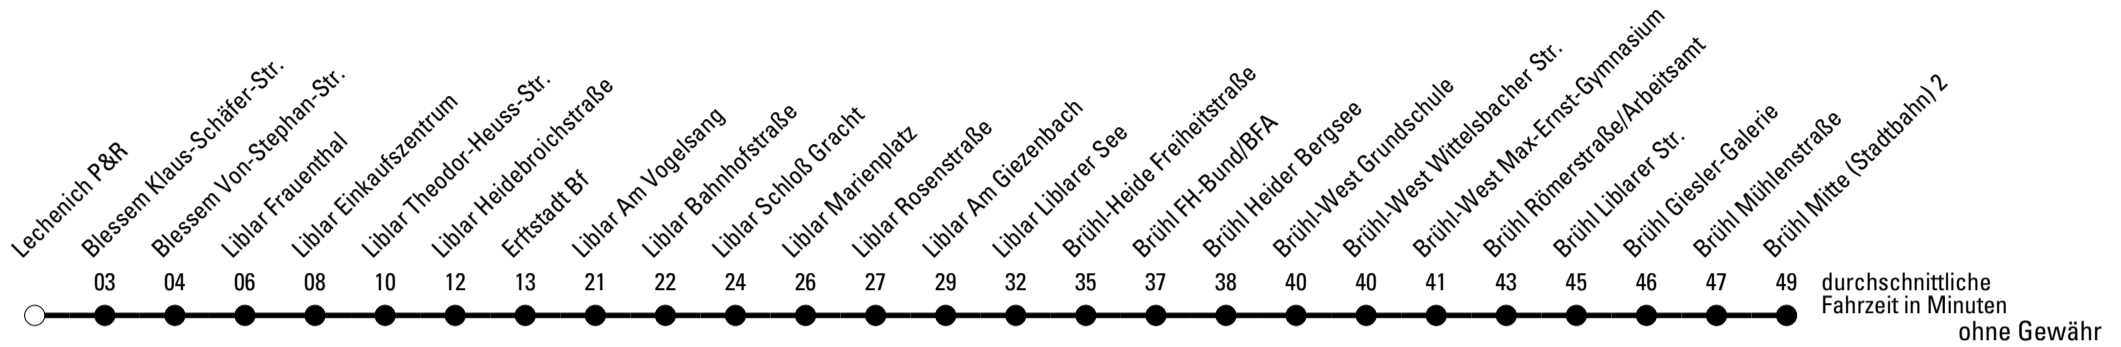 Lechenich P&R
Blessem Klaus-Schäfer-Str.
Blessem Von-Stephan-Str.
Liblar Frauenthal
Liblar Einkaufszentrum
Liblar Theodor-Heuss-Str.
Liblar Heidebroichstraße
Erftstadt Bf
Liblar Am Vogelsang
Liblar Bahnhofstraße
Liblar Schloß Gracht
Liblar Marienplatz
Liblar Rosenstraße
Liblar Am Giezenbach
Liblar Liblarer See
Brühl-Heide Freiheitstraße
Brühl FH-Bund/BFA
Brühl Heider Bergsee
Brühl-West Grundschule
Brühl-West Wittelsbacher Str.
Brühl-West Max-Ernst-Gymnasium
Brühl Römerstraße/Arbeitsamt
Brühl Liblarer Str.
Brühl Giesler-Galerie
Brühl Mühlenstraße
Brühl Mitte (Stadtbahn) 2
03 04 06 08 10 12 13 21 22 24 26 27 29 32 35 37 38 40 40 41 43 45 46 47 49 durchschnittliche
Fahrzeit in Minuten
ohne Gewähr